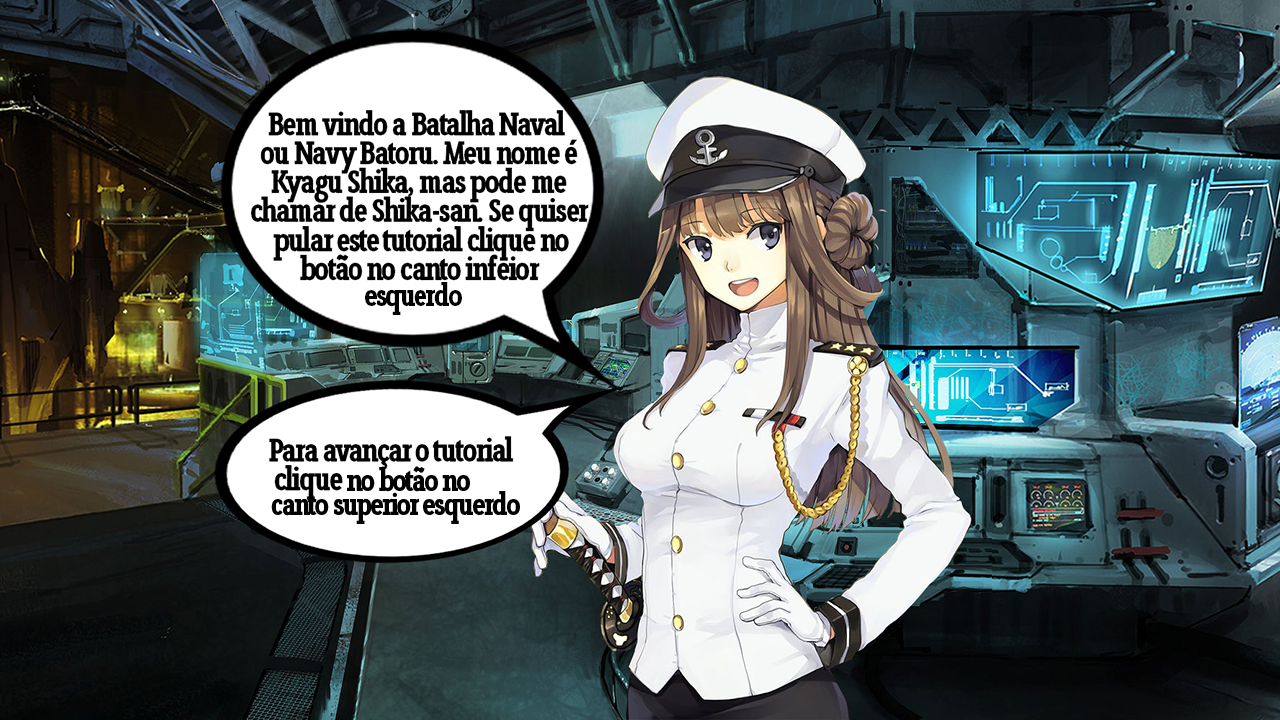 Bem vindo a Batalha Naval
ou Navy Batoru. Meu nome é
Kyagu Shika, mas pode me
chamar de Shika-san. Se quiser
pular este tutorial clique no
botão no canto infeior
esquerdo
Para avançar o tutorial
clique no botão no
canto superior esquerdo